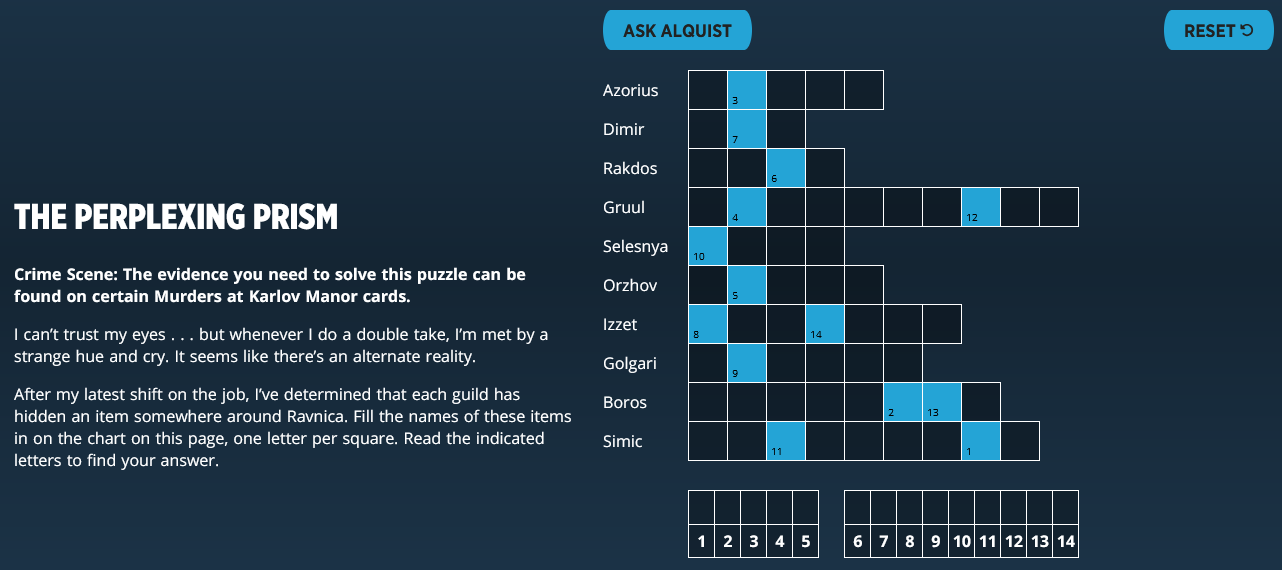 ASK ALQUIST
RESET
THE PERPLEXING PRISM
Crime Scene: The evidence you need to solve this puzzle can be
found on certain Murders at Karlov Manor cards.
I can’t trust my eyes . . . but whenever I do a double take, I’m met by a
strange hue and cry. It seems like there’s an alternate reality.
After my latest shift on the job, I’ve determined that each guild has
hidden an item somewhere around Ravnica. Fill the names of these items
in on the chart on this page, one letter per square. Read the indicated
letters to find your answer.
Azorius 3
Dimir 7
Rakdos 6
Gruul 4 12
Selesnya 10
Orzhov 5
Izzet 8 14
Golgari 9
Boros 2 13
Simic 11 1
1 2 3 4 5 6 7 8 9 10 11 12 13 14